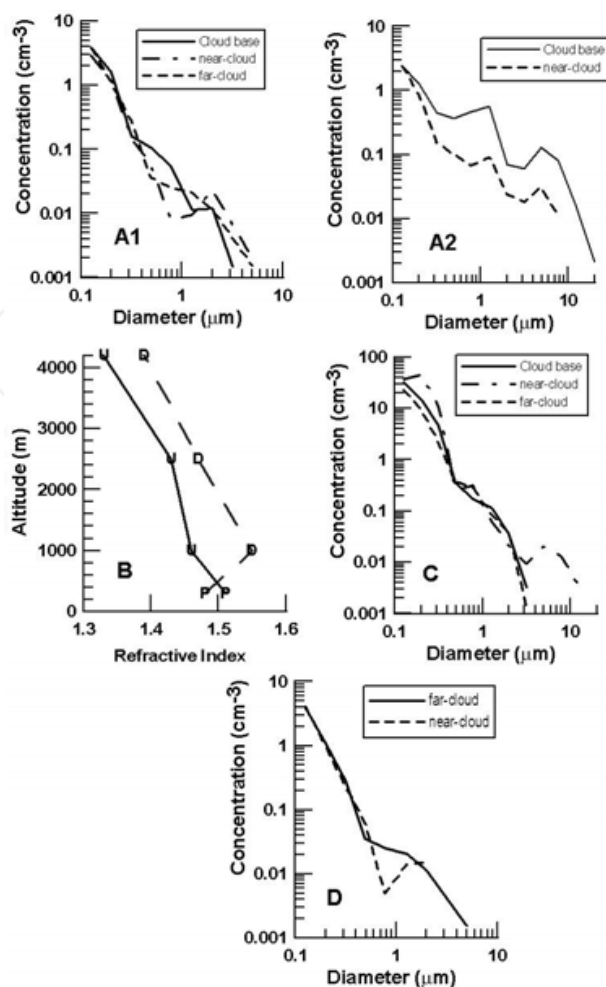 Concentration (cm-3)
10
1
0.1
0.01
0.001
Cloud base
near-cloud
far-cloud
A1
0.1
1
10
Diameter (µm)
Concentration (cm-3)
10
1
0.1
0.01
0.001
Cloud base
near-cloud
A2
0.1
1
10
Diameter (µm)
Altitude (m)
4000
3000
2000
1000
0
U
D
U
D
U
D
P
P
B
1.3
1.4
1.5
1.6
Refractive Index
Concentration (cm-3)
100
10
1
0.1
0.01
0.001
Cloud base
near-cloud
far-cloud
C
0.1
1
10
Diameter (µm)
Concentration (cm-3)
10
1
0.1
0.01
0.001
far-cloud
near-cloud
D
0.1
1
10
Diameter (µm)